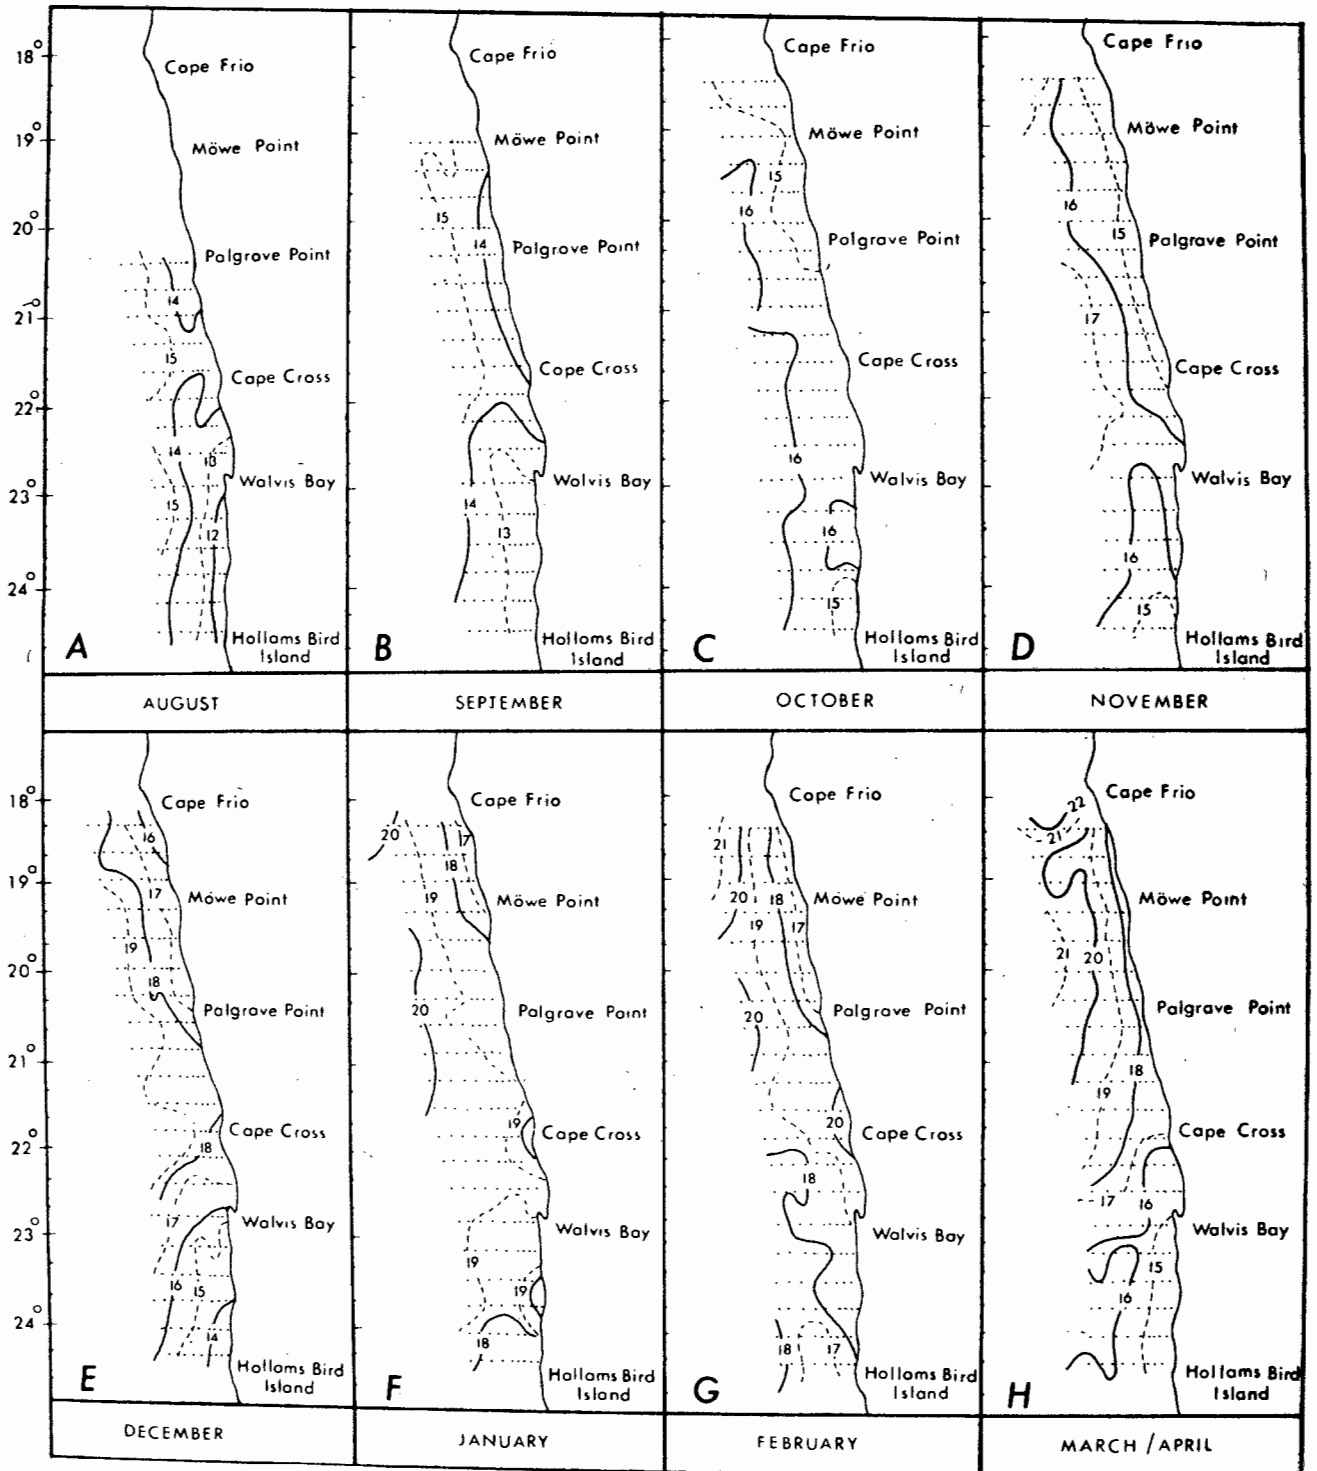 18°
19°
20°
21°
22°
23°
24°
Cape Frio
Möwe Point
Palgrave Point
14
15
Cape Cross
14
13
Walvis Bay
15
12
Hollams Bird
Island
A
AUGUST
Cape Frio
Möwe Point
15
14
Palgrave Point
Cape Cross
Walvis Bay
14
13
Hollams Bird
Island
B
SEPTEMBER
Cape Frio
Möwe Point
15
16
Palgrave Point
Cape Cross
16
Walvis Bay
16
15
Hollams Bird
Island
C
OCTOBER
Cape Frio
Möwe Point
16
15
Palgrave Point
17
Cape Cross
Walvis Bay
16
15
Hollams Bird
Island
D
NOVEMBER
18°
19°
20°
21°
22°
23°
24°
Cape Frio
16
17
Möwe Point
19
18
Palgrave Point
Cape Cross
18
17
Walvis Bay
16
15
14
Hollams Bird
Island
E
DECEMBER
Cape Frio
20
17
18
19
Möwe Point
20
Palgrave Point
19
Cape Cross
Walvis Bay
19
19
18
Hollams Bird
Island
F
JANUARY
Cape Frio
21
20
18
Möwe Point
19
17
20
Palgrave Point
20
Cape Cross
18
Walvis Bay
18
17
Hollams Bird
Island
G
FEBRUARY
22
Cape Frio
21
Möwe Point
21
20
Palgrave Point
18
19
Cape Cross
17
16
Walvis Bay
15
16
Hollams Bird
Island
H
MARCH / APRIL